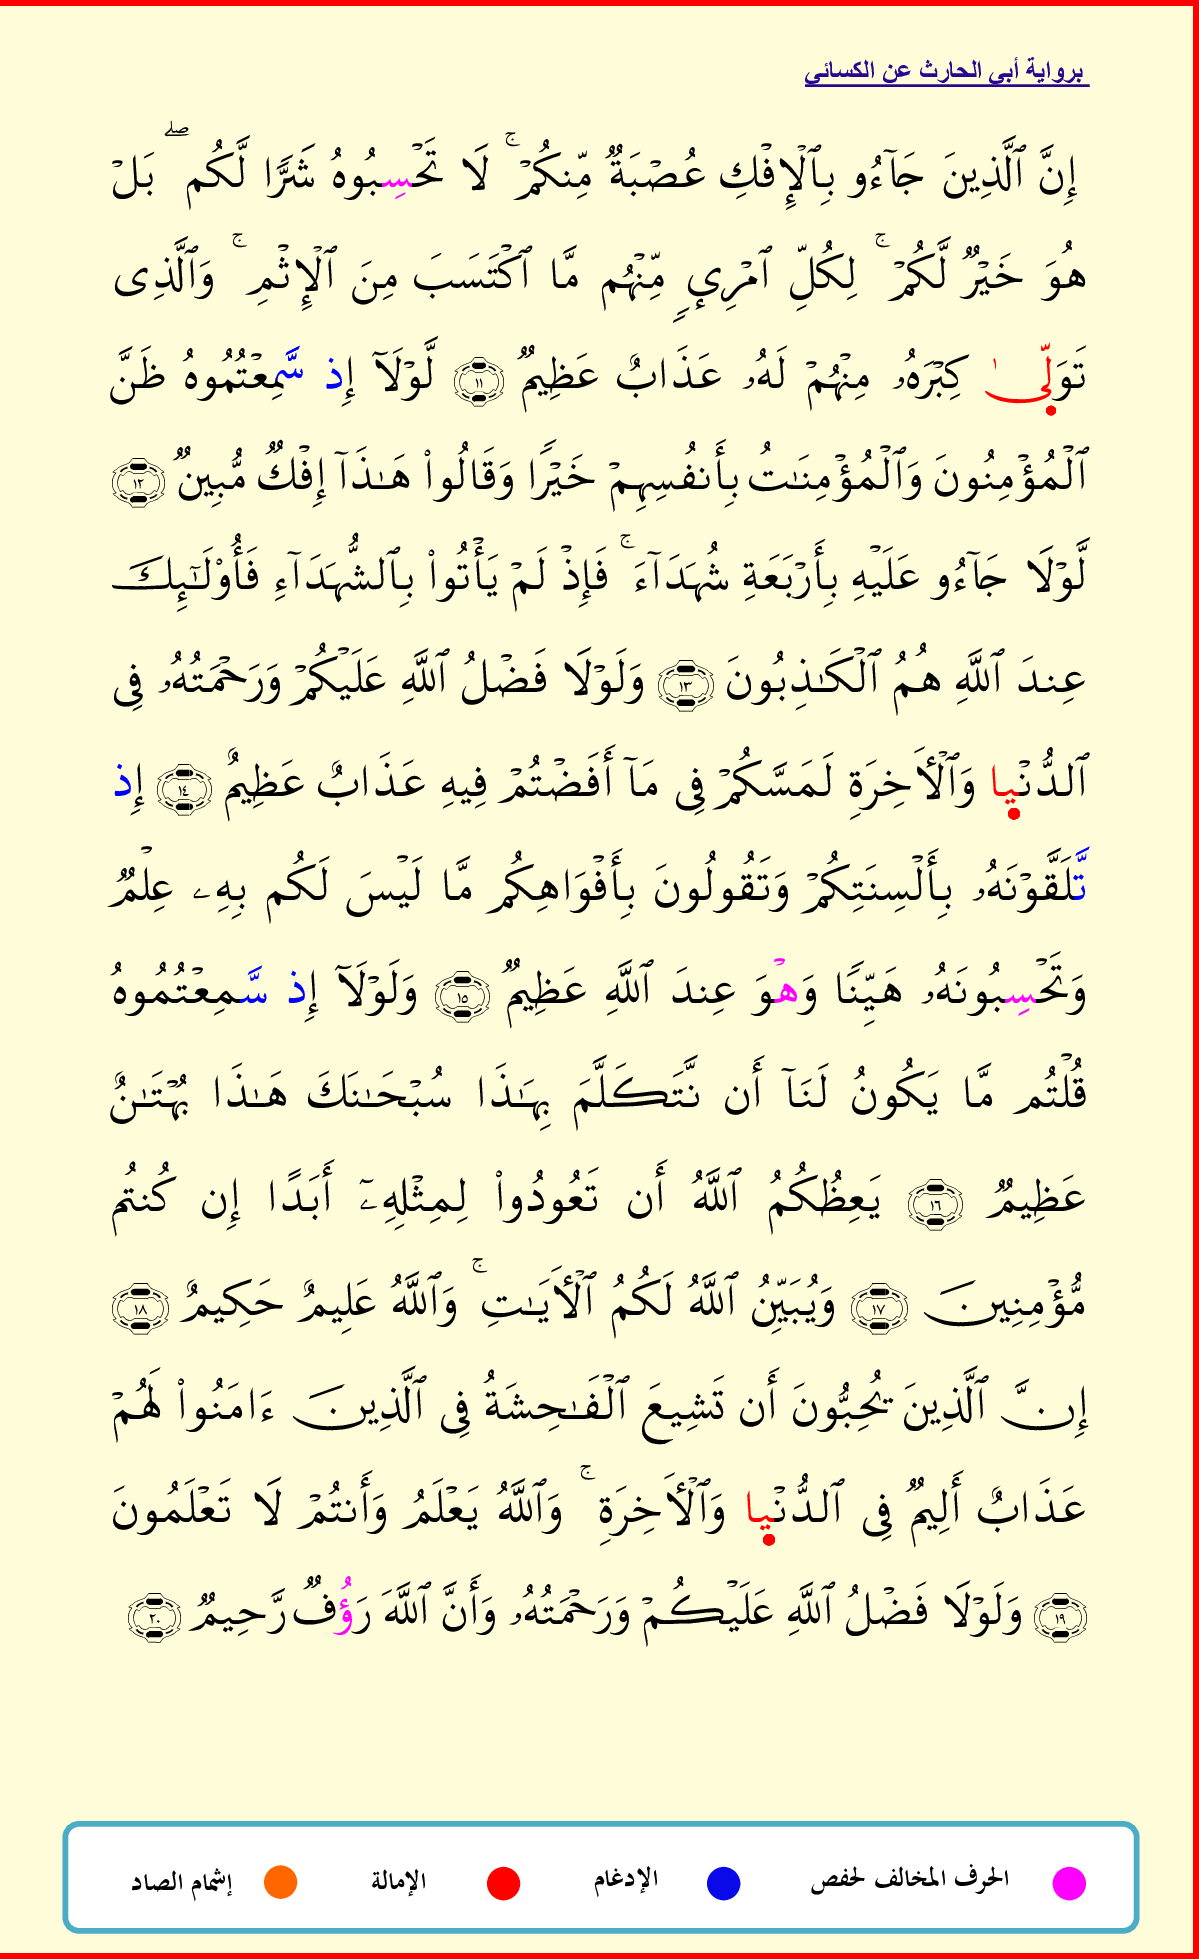 برواية أبي الحارث عن الكسائي
إِنَّ ٱلَّذِينَ جَآءُو بِٱلْإِفْكِ عُصْبَةٌ مِّنكُمْ ۚ لَا تَحْسِبُوهُ شَرًّا لَّكُم ۖ بَلْ
هُوَ خَيْرٌ لَّكُمْ ۚ لِكُلِّ ٱمْرِئٍ مِّنْهُم مَّا ٱكْتَسَبَ مِنَ ٱلْإِثْمِ ۚ وَٱلَّذِى
تَوَلِّىٰ كِبْرَهُۥ مِنْهُمْ لَهُۥ عَذَابٌ عَظِيمٌ ١١ لَّوْلَآ إِذ سَّمِعْتُمُوهُ ظَنَّ
ٱلْمُؤْمِنُونَ وَٱلْمُؤْمِنَـٰتُ بِأَنفُسِهِمْ خَيْرًا وَقَالُوا۟ هَـٰذَآ إِفْكٌ مُّبِينٌ ١٢
لَّوْلَا جَآءُو عَلَيْهِ بِأَرْبَعَةِ شُهَدَآءَ ۚ فَإِذْ لَمْ يَأْتُوا۟ بِٱلشُّهَدَآءِ فَأُو۟لَـٰٓئِكَ
عِندَ ٱللَّهِ هُمُ ٱلْكَـٰذِبُونَ ١٣ وَلَوْلَا فَضْلُ ٱللَّهِ عَلَيْكُمْ وَرَحْمَتُهُۥ فِى
ٱلدُّنْيا وَٱلْأَخِرَةِ لَمَسَّكُمْ فِى مَآ أَفَضْتُمْ فِيهِ عَذَابٌ عَظِيمٌ ١٤ إِذ
تَّلَقَّوْنَهُۥ بِأَلْسِنَتِكُمْ وَتَقُولُونَ بِأَفْوَاهِكُم مَّا لَيْسَ لَكُم بِهِۦ عِلْمٌ
وَتَحْسِبُونَهُۥ هَيِّنًا وَهْوَ عِندَ ٱللَّهِ عَظِيمٌ ١٥ وَلَوْلَآ إِذ سَّمِعْتُمُوهُ
قُلْتُم مَّا يَكُونُ لَنَآ أَن نَّتَكَلَّمَ بِهَـٰذَا سُبْحَـٰنَكَ هَـٰذَا بُهْتَـٰنٌ
عَظِيمٌ ١٦ يَعِظُكُمُ ٱللَّهُ أَن تَعُودُوا۟ لِمِثْلِهِۦٓ أَبَدًا إِن كُنتُم
مُّؤْمِنِينَ ١٧ وَيُبَيِّنُ ٱللَّهُ لَكُمُ ٱلْأَيَـٰتِ ۚ وَٱللَّهُ عَلِيمٌ حَكِيمٌ ١٨
إِنَّ ٱلَّذِينَ يُحِبُّونَ أَن تَشِيعَ ٱلْفَـٰحِشَةُ فِى ٱلَّذِينَ ءَامَنُوا۟ لَهُمْ
عَذَابٌ أَلِيمٌ فِى ٱلدُّنْيا وَٱلْأَخِرَةِ ۚ وَٱللَّهُ يَعْلَمُ وَأَنتُمْ لَا تَعْلَمُونَ
١٩ وَلَوْلَا فَضْلُ ٱللَّهِ عَلَيْكُمْ وَرَحْمَتُهُۥ وَأَنَّ ٱللَّهَ رَؤُفٌ رَّحِيمٌ ٢٠
الحرف المخالف لحفص الإدغام الإمالة إشمام الصاد